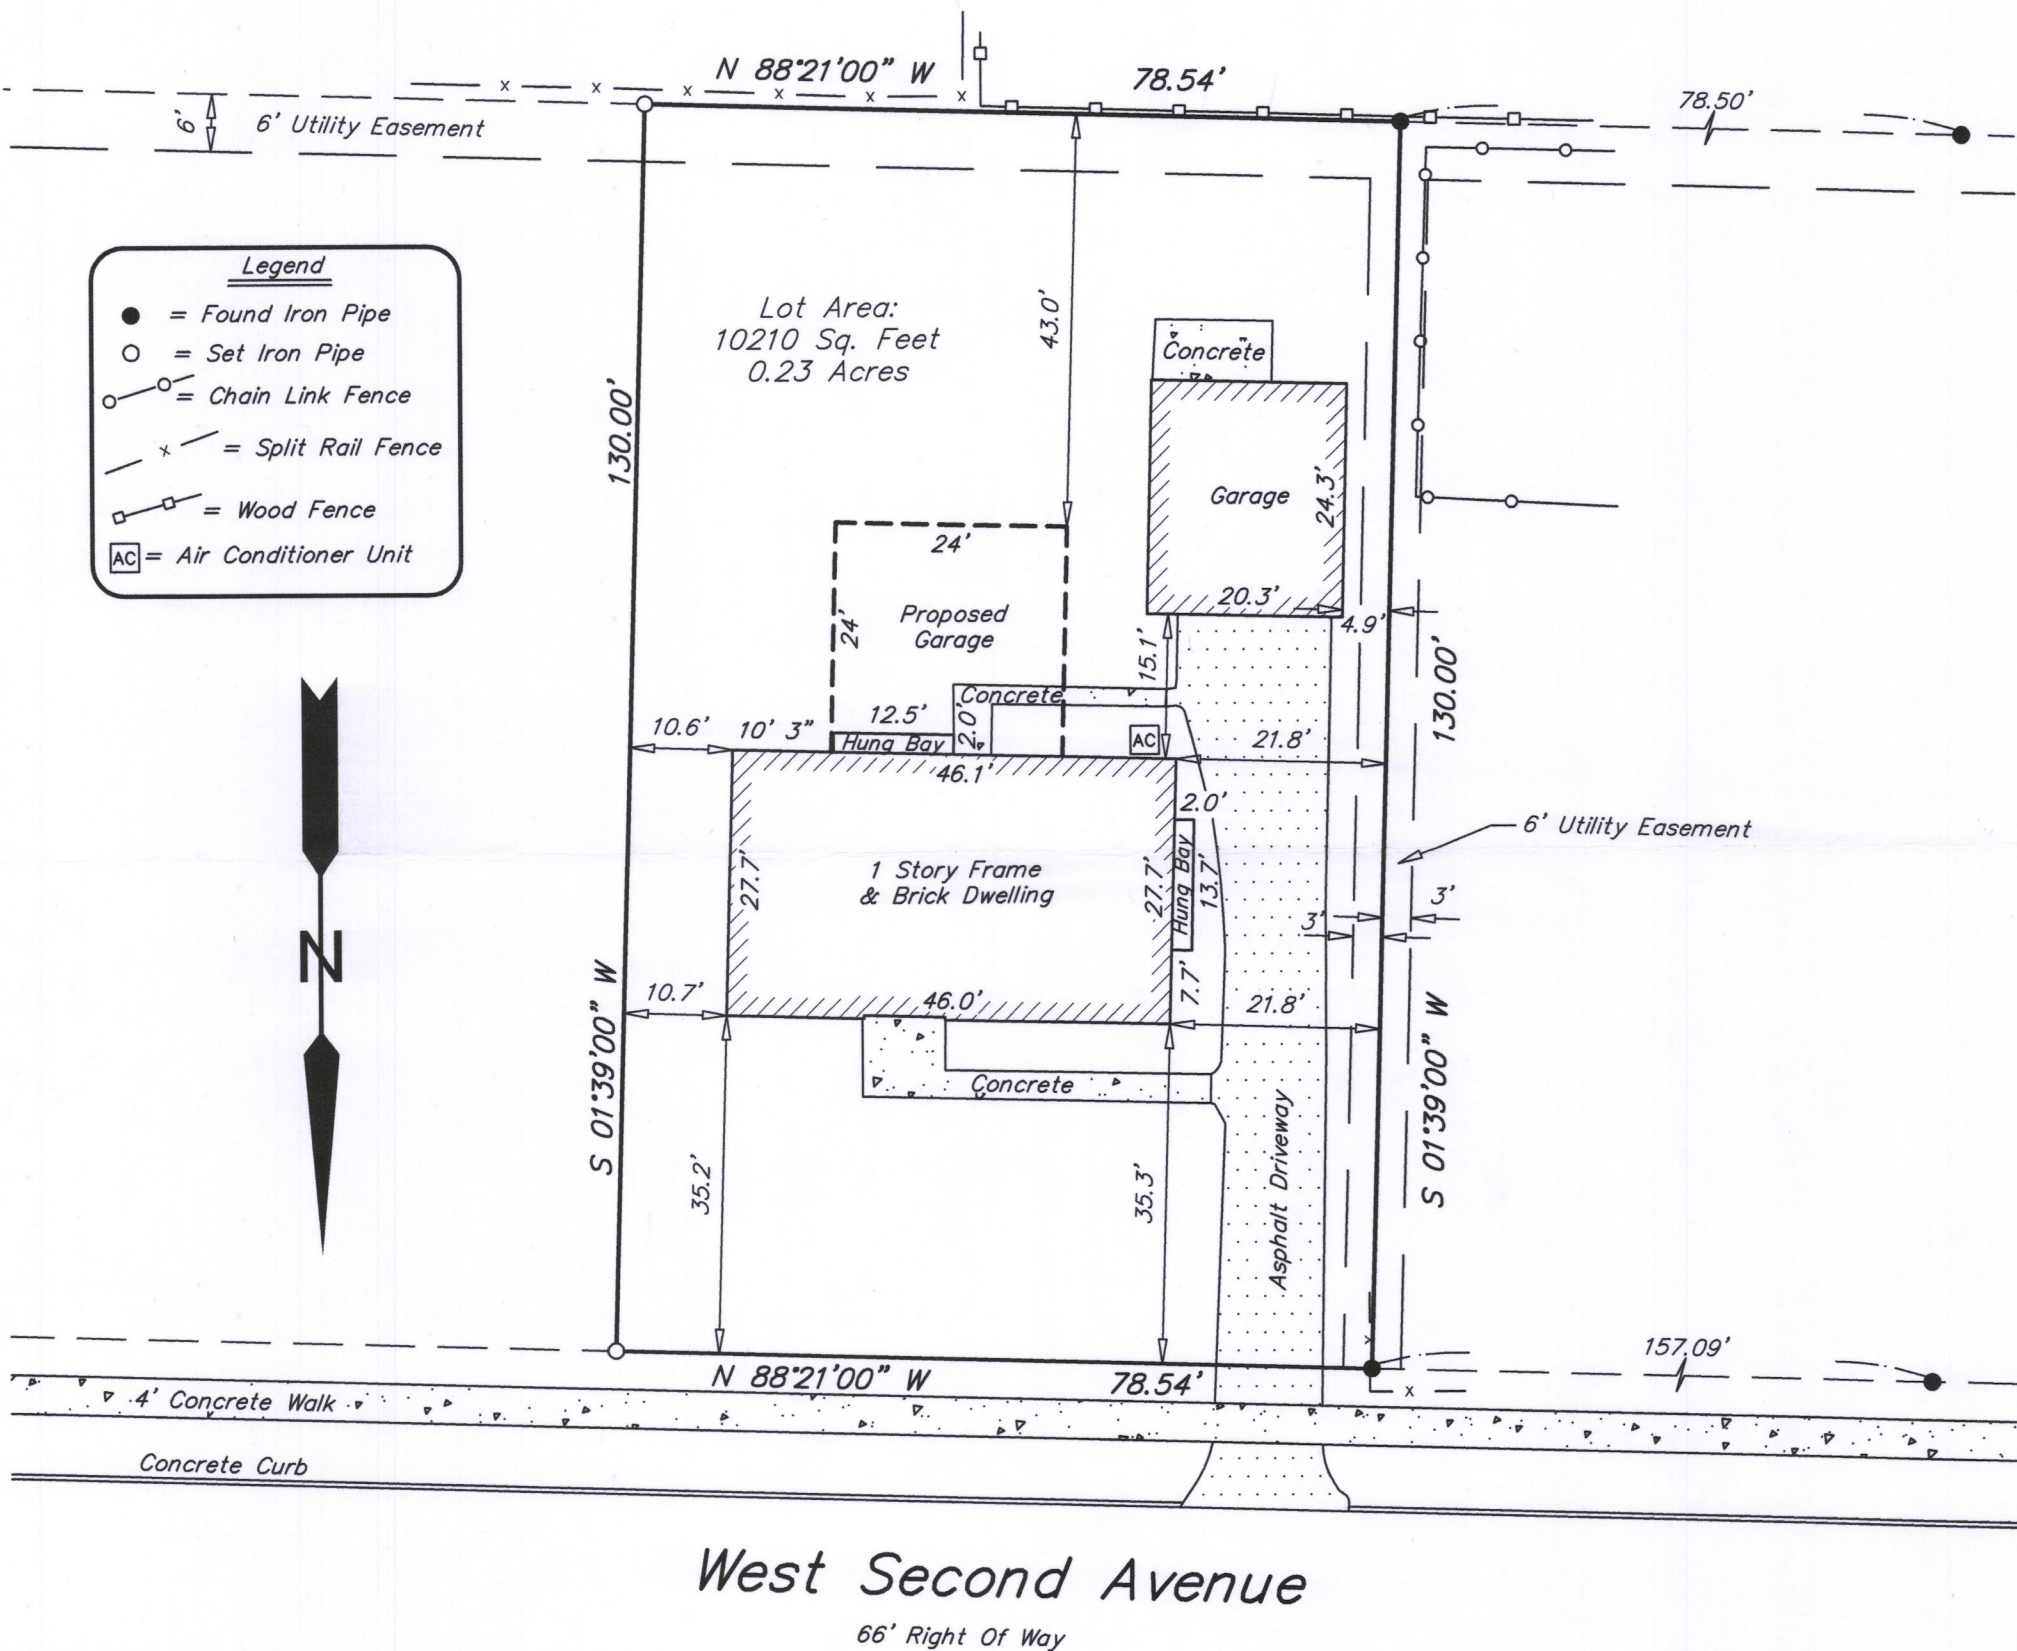 N 88°21'00" W
78.54'
78.50'
6'
6' Utility Easement
Legend
= Found Iron Pipe
= Set Iron Pipe
= Chain Link Fence
x = Split Rail Fence
= Wood Fence
AC = Air Conditioner Unit
Lot Area:
10210 Sq. Feet
0.23 Acres
43.0'
130.00'
Concrete
Garage
24.3'
20.3'
4.9'
24'
24'
Proposed
Garage
15.1'
130.00'
Concrete
2.0'
10.6'
10' 3"
12.5'
Hung Bay
AC
21.8'
46.1'
2.0'
6' Utility Easement
1 Story Frame
& Brick Dwelling
27.7'
27.7'
Hung Bay
13.7'
3'
3'
N
7.7'
10.7'
46.0'
21.8'
S 01°39'00" W
S 01°39'00" W
Concrete
35.2'
35.3'
Asphalt Driveway
157.09'
N 88°21'00" W
78.54'
4' Concrete Walk
Concrete Curb
West Second Avenue
66' Right Of Way